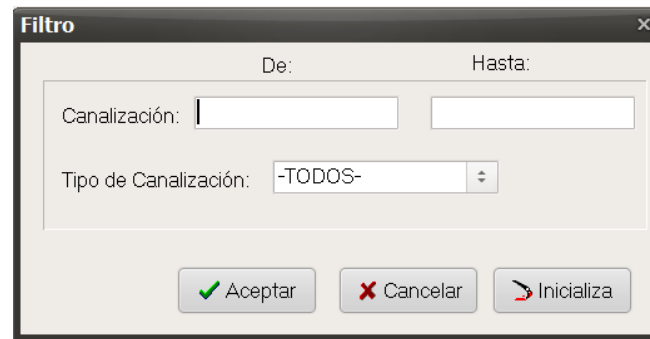 Filtro
De: Hasta:
Canalización:
Tipo de Canalización: -TODOS-
Aceptar Cancelar Inicializa